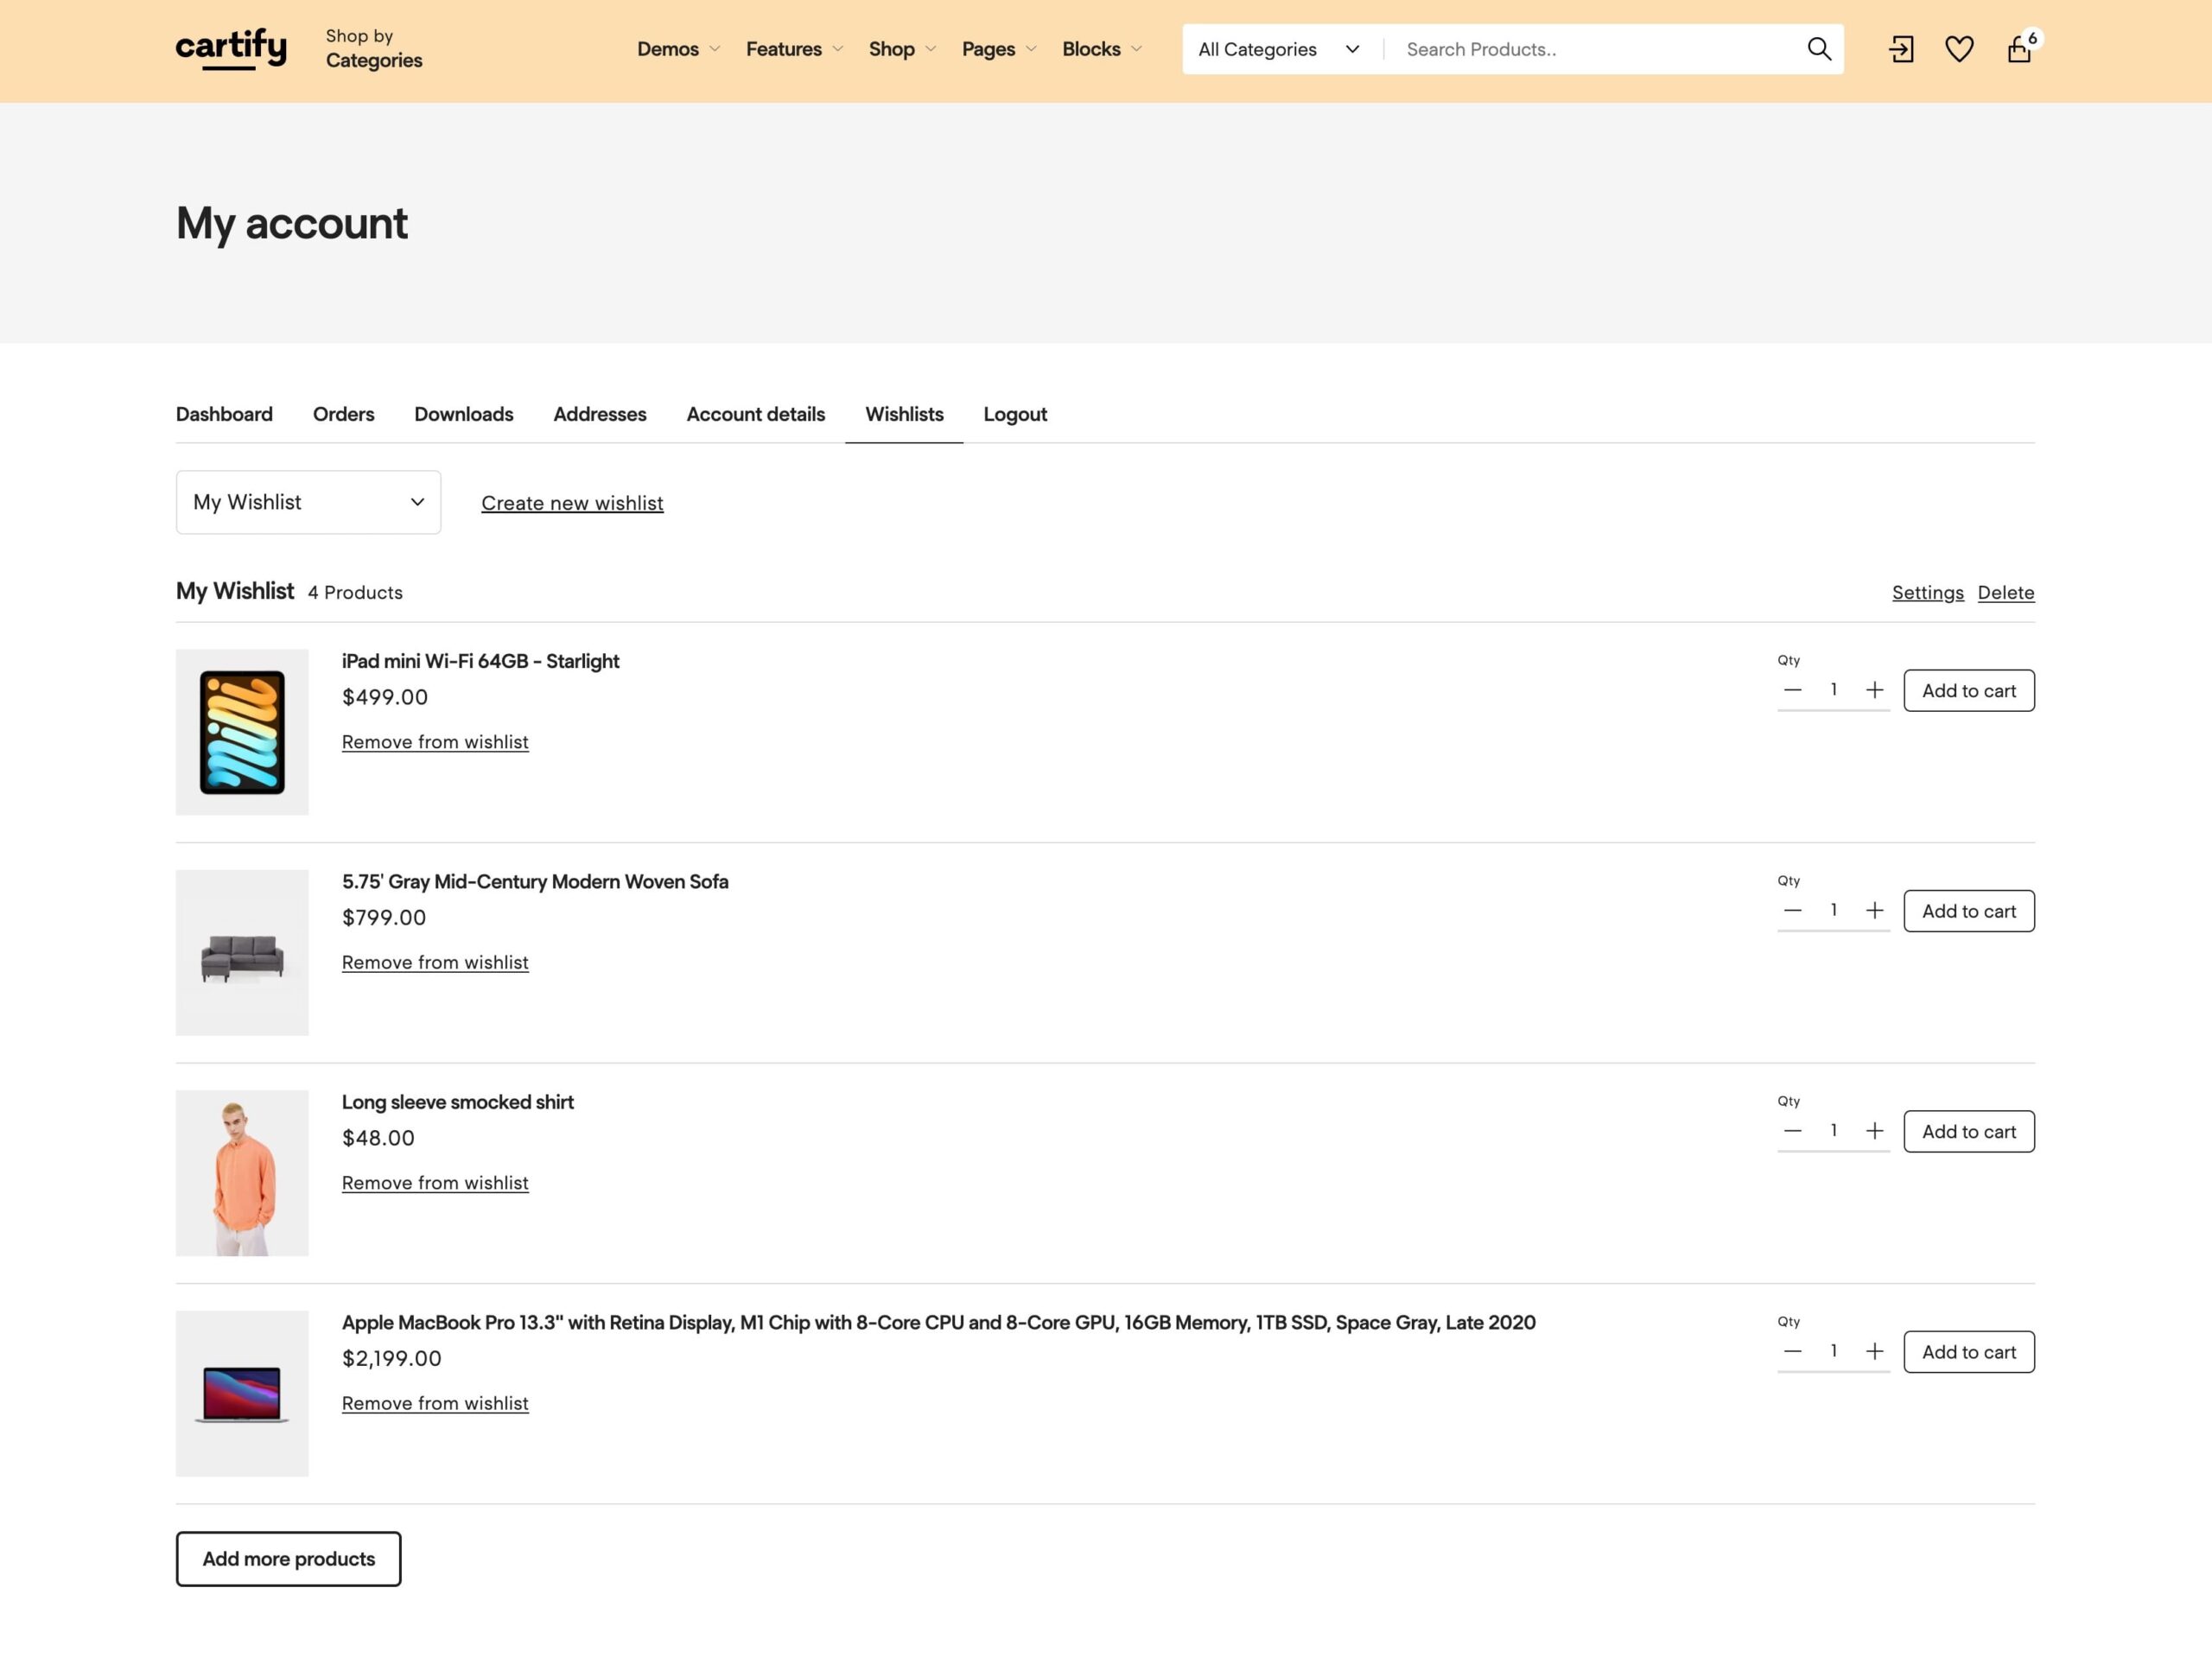 cartify
Shop by
Categories
Demos
Features
Shop
Pages
Blocks
All Categories
Search Products..
6
My account
Dashboard
Orders
Downloads
Addresses
Account details
Wishlists
Logout
My Wishlist
Create new wishlist
My Wishlist 4 Products
Settings Delete
iPad mini Wi-Fi 64GB - Starlight
$499.00
Remove from wishlist
Qty
1
Add to cart
5.75' Gray Mid-Century Modern Woven Sofa
$799.00
Remove from wishlist
Qty
1
Add to cart
Long sleeve smocked shirt
$48.00
Remove from wishlist
Qty
1
Add to cart
Apple MacBook Pro 13.3" with Retina Display, M1 Chip with 8-Core CPU and 8-Core GPU, 16GB Memory, 1TB SSD, Space Gray, Late 2020
$2,199.00
Remove from wishlist
Qty
1
Add to cart
Add more products